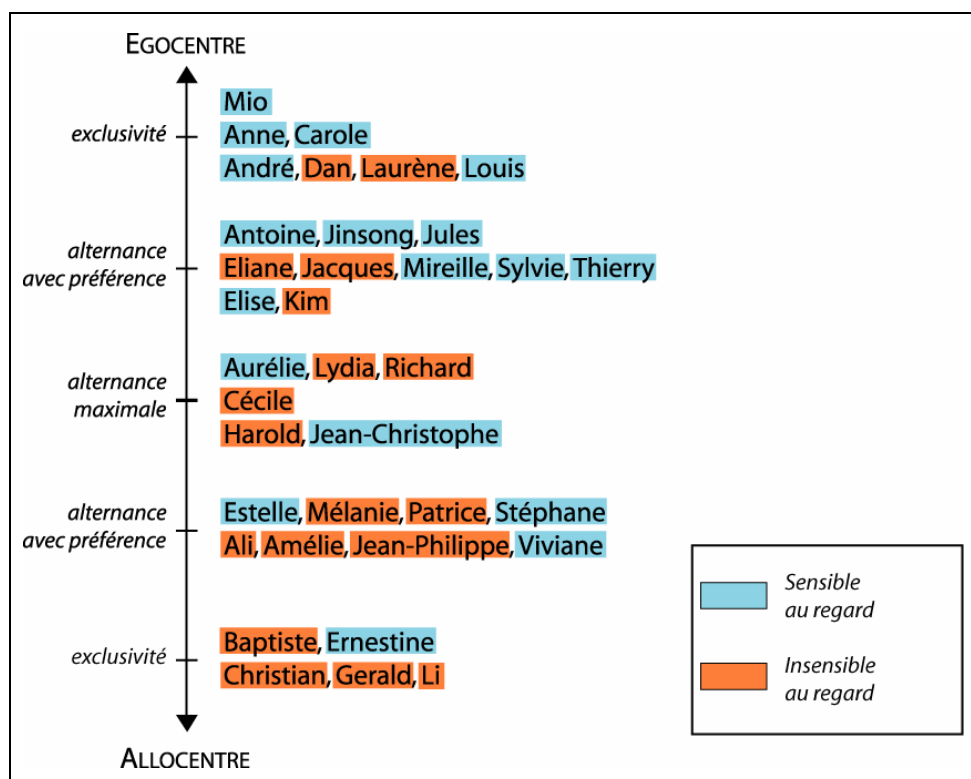 EGOCENTRE
exclusivité
Mio
Anne, Carole
André, Dan, Laurène, Louis
alternance
avec préférence
Antoine, Jinsong, Jules
Eliane, Jacques, Mireille, Sylvie, Thierry
Elise, Kim
alternance
maximale
Aurélie, Lydia, Richard
Cécile
Harold, Jean-Christophe
alternance
avec préférence
Estelle, Mélanie, Patrice, Stéphane
Ali, Amélie, Jean-Philippe, Viviane
exclusivité
Baptiste, Ernestine
Christian, Gerald, Li
ALLOCENTRE
Sensible
au regard
Insensible
au regard